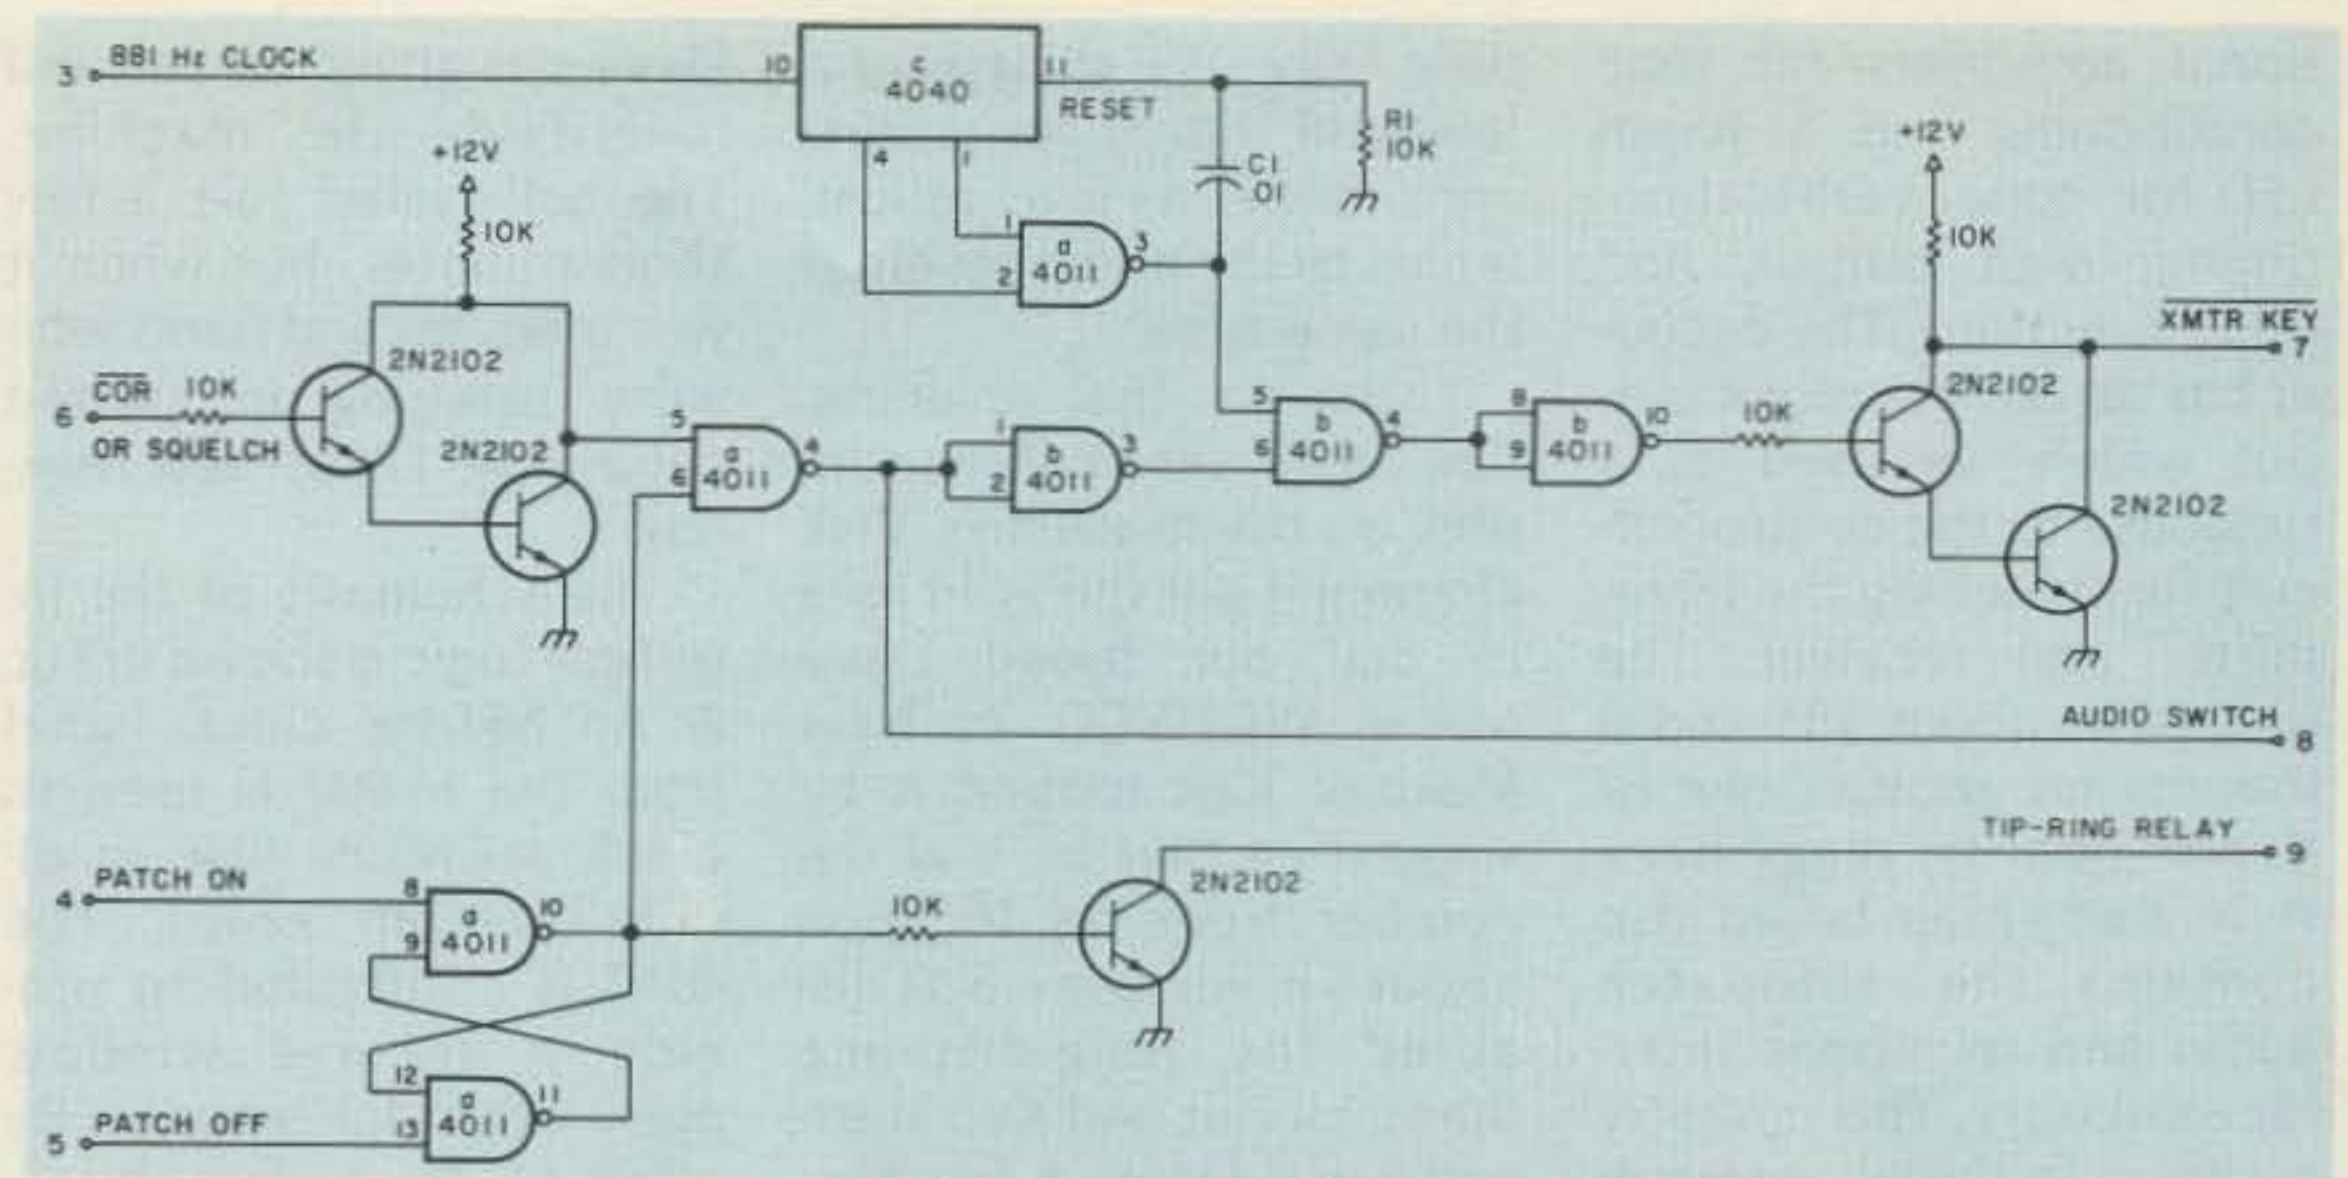 881 Hz CLOCK
3
10
c
4040
11
RESET
4
1
R1
10K
C1
.01
1
2
a
4011
3
+12V
10K
2N2102
COR
10K
6
OR SQUELCH
2N2102
5
6
a
4011
4
1
2
b
4011
3
5
6
b
4011
4
8
9
b
4011
10
10K
+12V
10K
XMTR KEY
7
2N2102
2N2102
AUDIO SWITCH
8
TIP-RING RELAY
9
2N2102
10K
PATCH ON
4
8
9
a
4011
10
12
13
a
4011
11
PATCH OFF
5